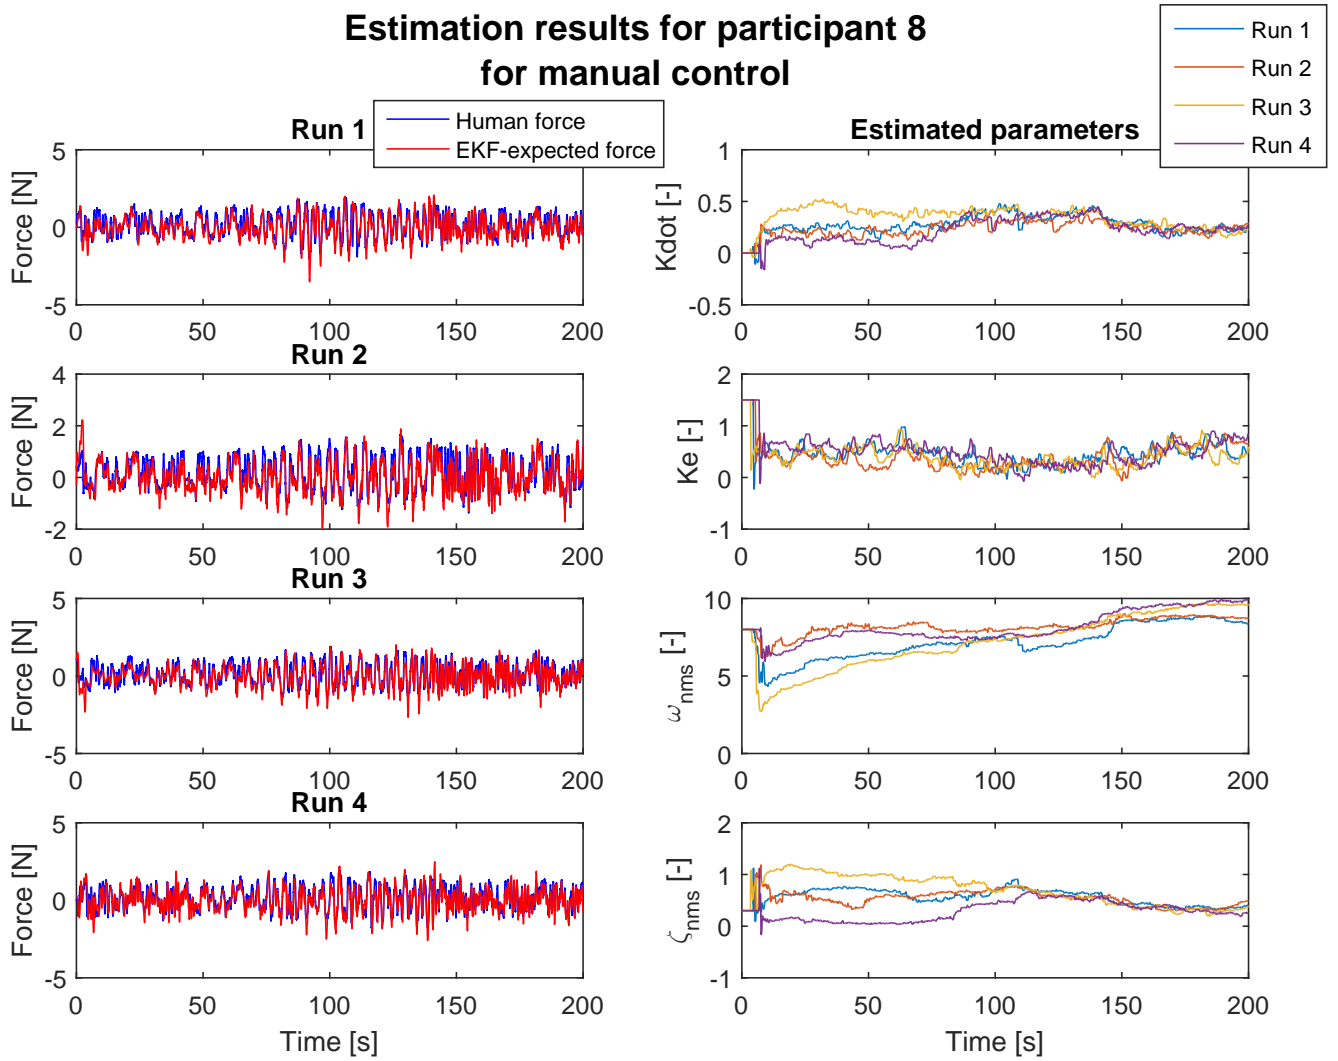 Estimation results for participant 8
for manual control
Run 1
Run 2
Run 3
Run 4
Run 1
Human force
EKF-expected force
Estimated parameters
5
0
-5
Force [N]
0 50 100 150 200
1
0.5
0
-0.5
Kdot [-]
0 50 100 150 200
Run 2
4
2
0
-2
Force [N]
0 50 100 150 200
2
1
0
-1
Ke [-]
0 50 100 150 200
Run 3
5
0
-5
Force [N]
0 50 100 150 200
10
5
0
ωnms [-]
0 50 100 150 200
Run 4
5
0
-5
Force [N]
0 50 100 150 200
Time [s]
2
1
0
-1
ζnms [-]
0 50 100 150 200
Time [s]